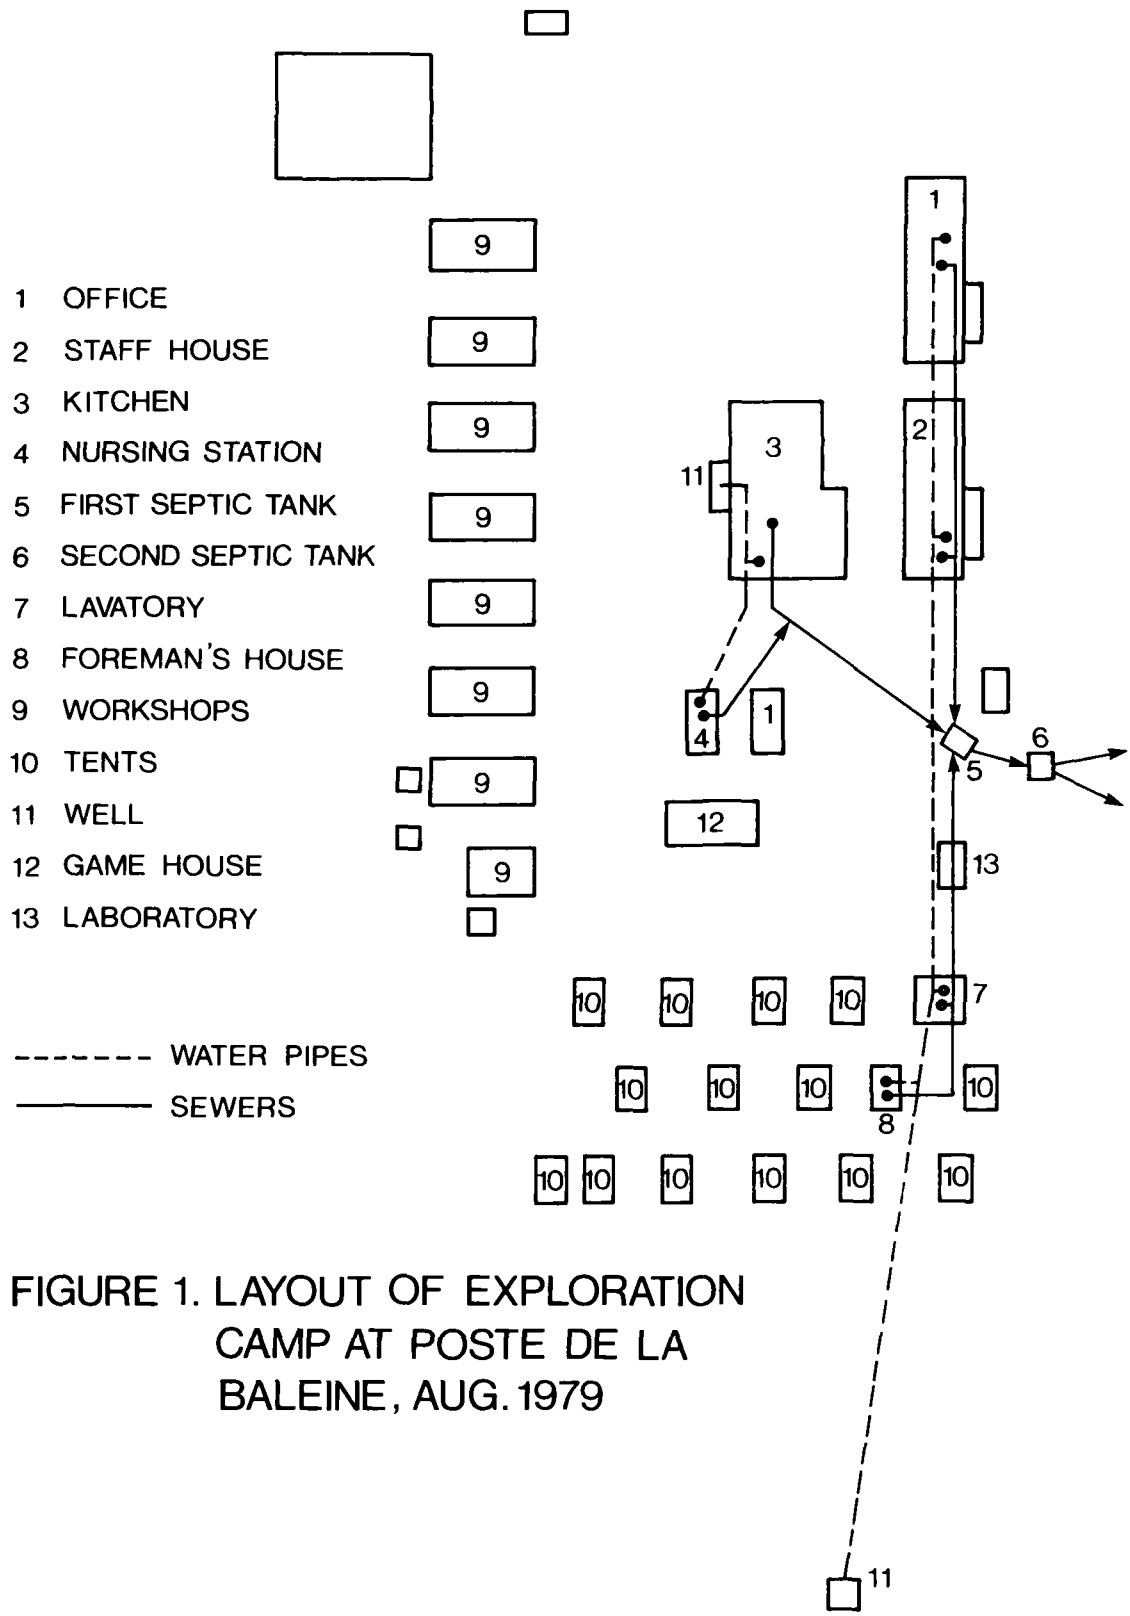 1
9
1 OFFICE
9
2 STAFF HOUSE
3 KITCHEN
9
2
3
4 NURSING STATION
11
5 FIRST SEPTIC TANK
9
6 SECOND SEPTIC TANK
7 LAVATORY
9
8 FOREMAN'S HOUSE
9
9 WORKSHOPS
4
1
6
5
10 TENTS
9
11 WELL
12
12 GAME HOUSE
9
13
13 LABORATORY
10 10 10 10 7
WATER PIPES
10 10 10 10
SEWERS
8
10 10 10 10 10 10
FIGURE 1. LAYOUT OF EXPLORATION
CAMP AT POSTE DE LA
BALEINE, AUG. 1979
11